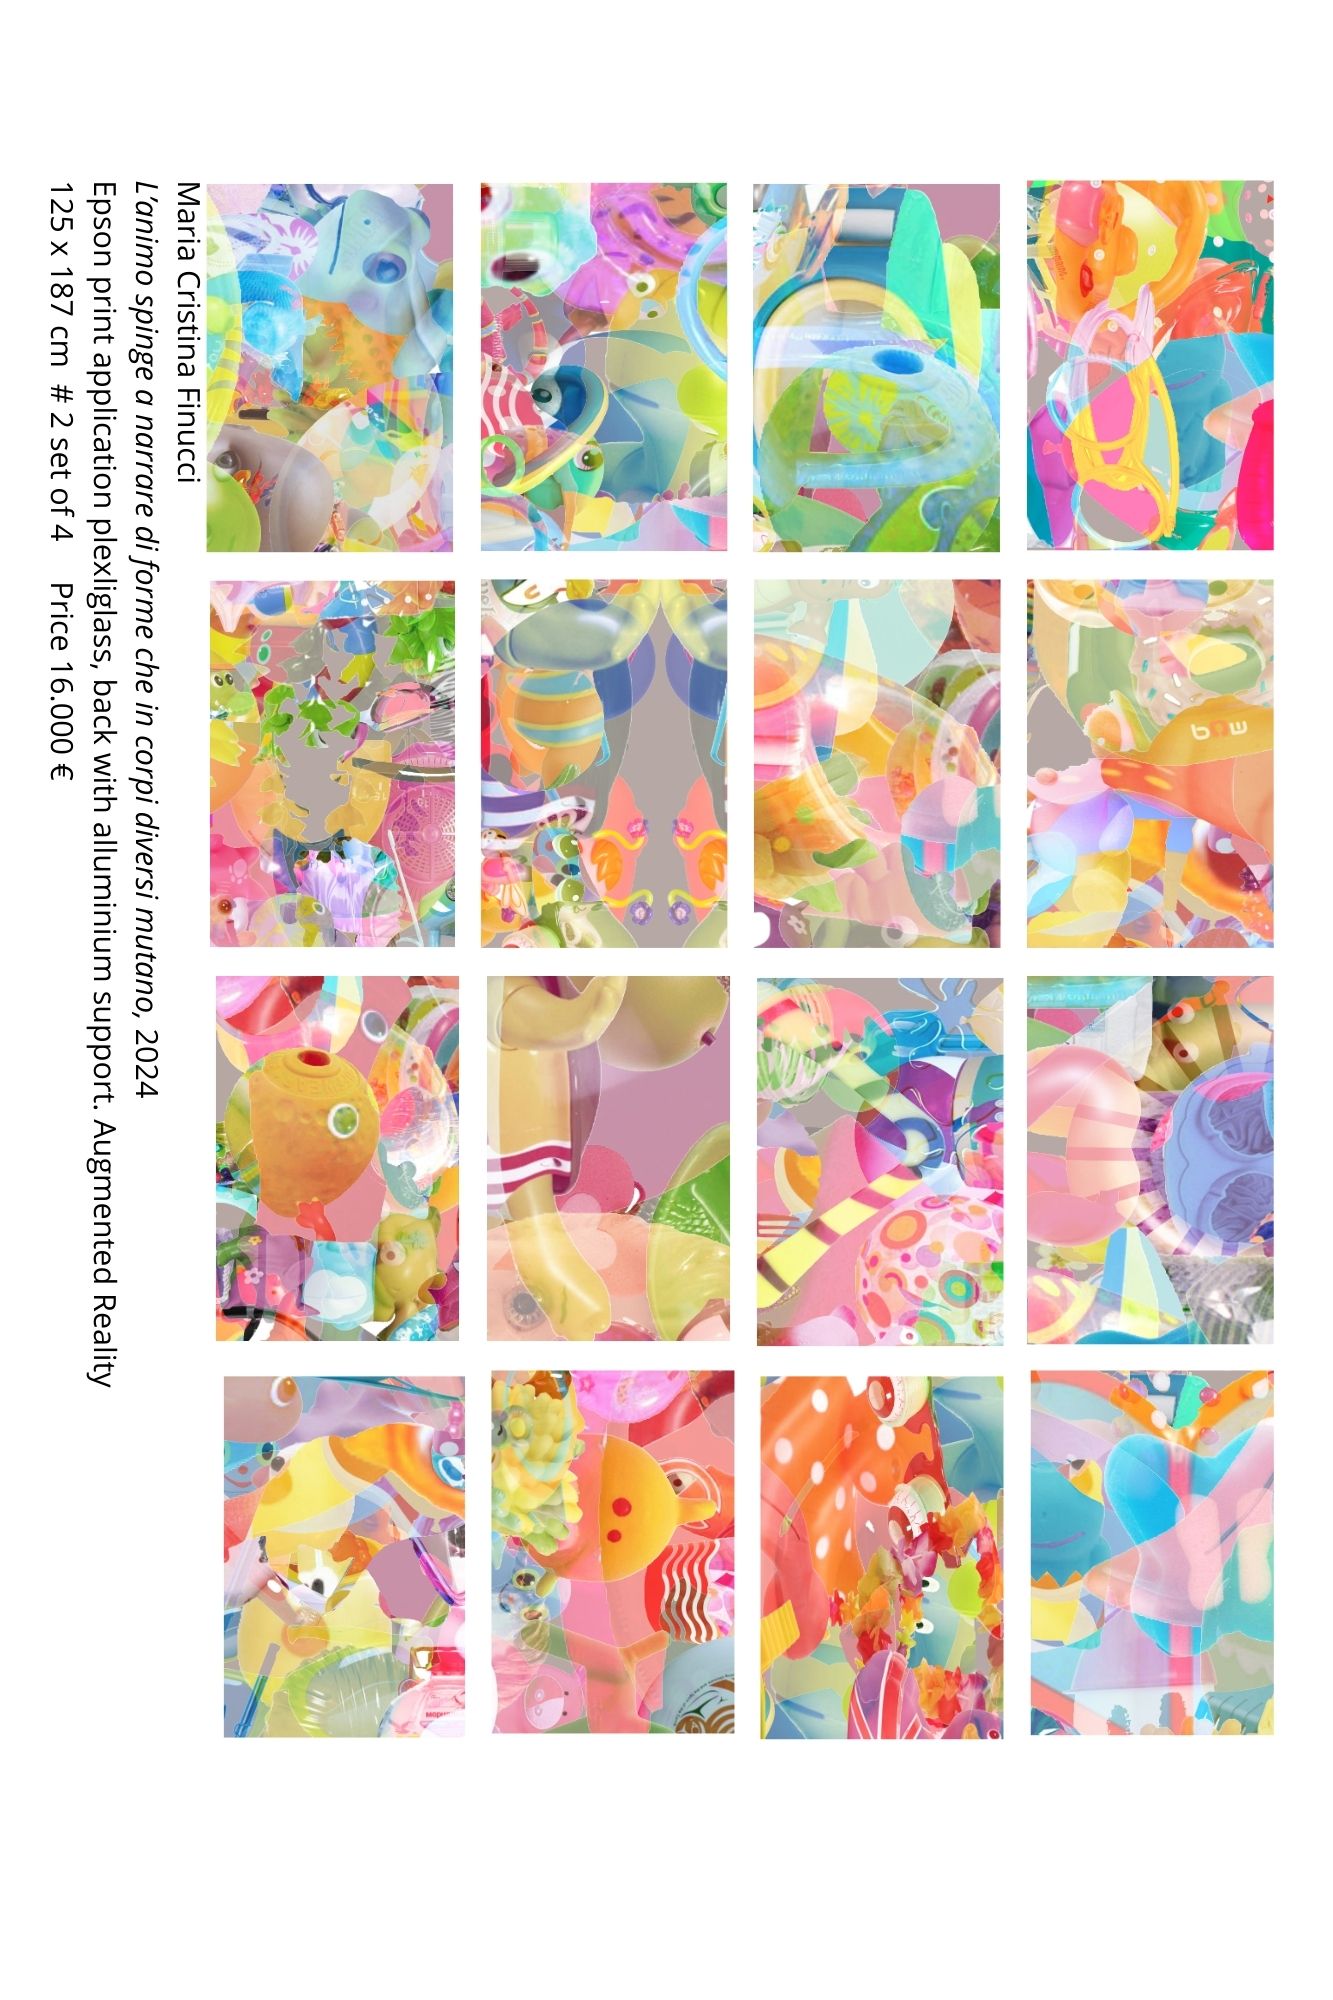 Maria Cristina Finucci
L’animo spinge a narrare di forme che in corpi diversi mutano, 2024
Epson print application plexliglass, back with alluminium support. Augmented Reality
125 x 187 cm # 2 set of 4 Price 16.000 €